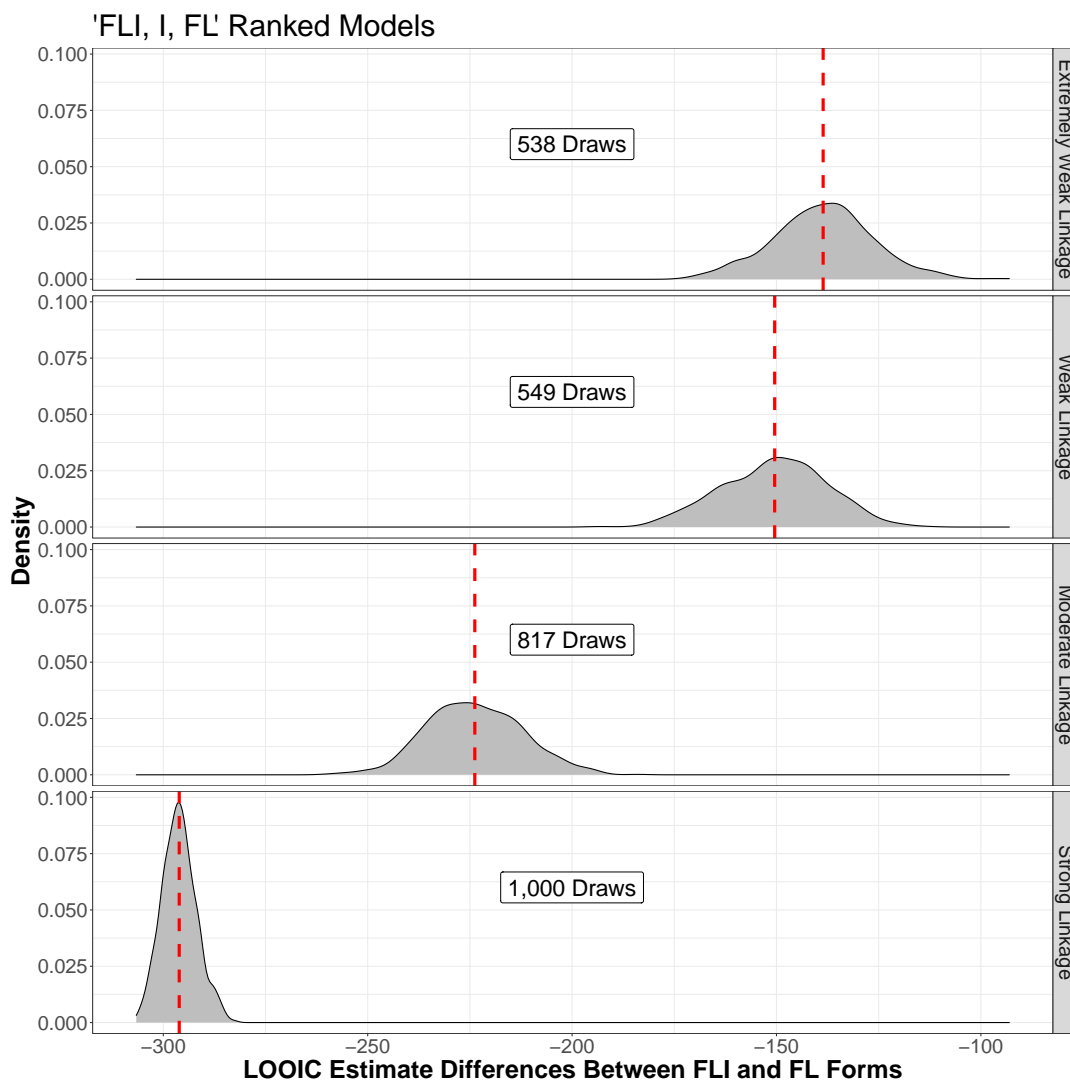 'FLI, I, FL' Ranked Models
0.100
0.075
0.050
0.025
0.000
538 Draws
Extremely Weak Linkage
0.100
0.075
0.050
0.025
0.000
549 Draws
Weak Linkage
0.100
0.075
0.050
0.025
0.000
817 Draws
Moderate Linkage
0.100
0.075
0.050
0.025
0.000
1,000 Draws
Strong Linkage
Density
−300
−250
−200
−150
−100
LOOIC Estimate Differences Between FLI and FL Forms